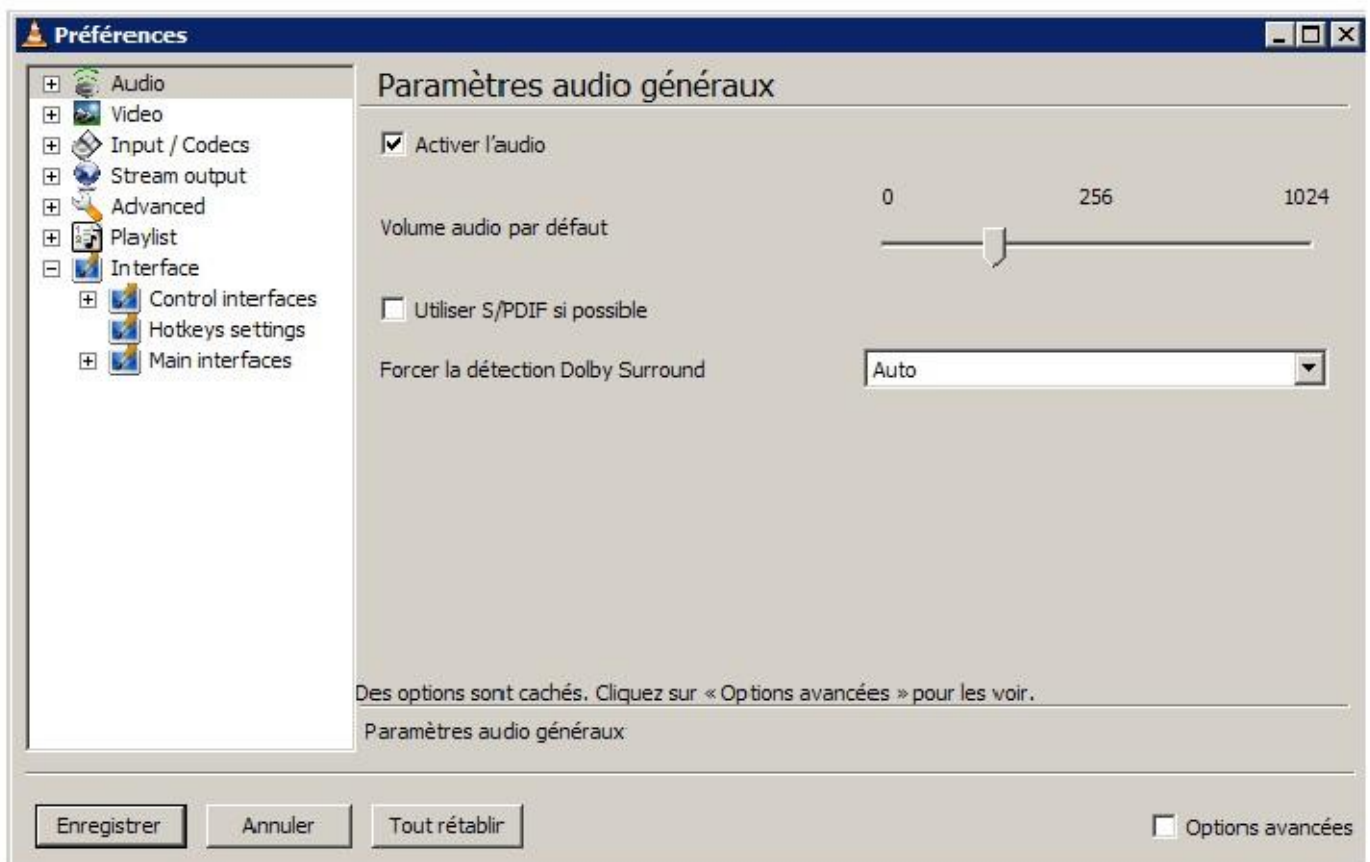 Préférences
Audio
Video
Input / Codecs
Stream output
Advanced
Playlist
Interface
Control interfaces
Hotkeys settings
Main interfaces
Paramètres audio généraux
Activer l'audio
0 256 1024
Volume audio par défaut
Utiliser S/PDIF si possible
Forcer la détection Dolby Surround Auto
Des options sont cachés. Cliquez sur « Options avancées » pour les voir.
Paramètres audio généraux
Enregistrer Annuler Tout rétablir Options avancées